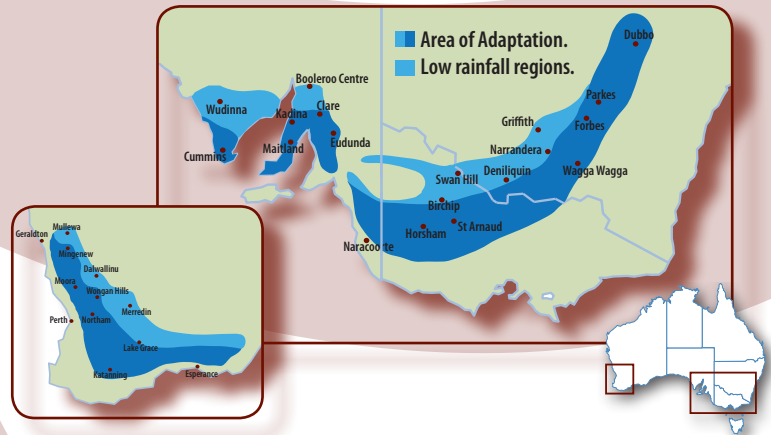 Area of Adaptation.
Low rainfall regions.
Dubbo
Booleroo Centre
Wudinna
Kadina
Clare
Parkes
Griffith
Forbes
Cummins
Maitland
Eudunda
Narrandera
Swan Hill
Deniliquin
Wagga Wagga
Birchip
Horsham
St Arnaud
Naracoorte
Mullewa
Geraldton
Mingenew
Dalwallinu
Moora
Wongan Hills
Merredin
Perth
Northam
Lake Grace
Katanning
Esperance